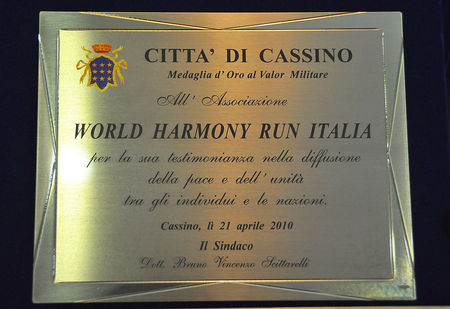 CITTA' DI CASSINO
Medaglia d'Oro al Valor Militare
All' Associazione
WORLD HARMONY RUN ITALIA
per la sua testimonianza nella diffusione
della pace e dell'unità
tra gli individui e le nazioni.
Cassino, lì 21 aprile 2010
Il Sindaco
Dott. Bruno Vincenzo Scittarelli